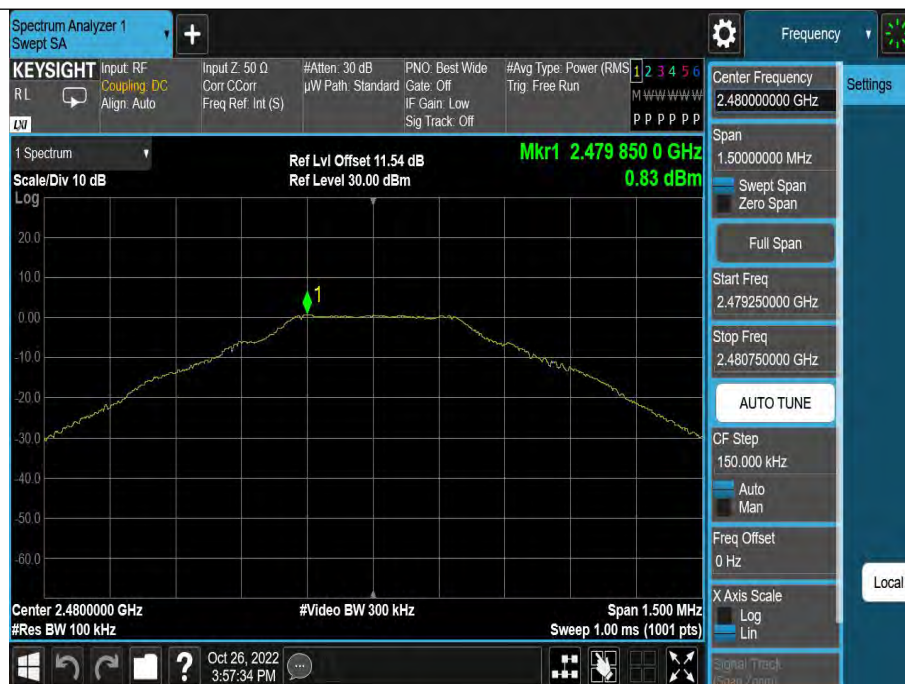 Spectrum Analyzer 1
Swept SA
+
Frequency
KEYSIGHT
RL
LXI
Input: RF
Coupling: DC
Align: Auto
Input Z: 50 Ω
Corr CCorr
Freq Ref: Int (S)
#Atten: 30 dB
µW Path: Standard
PNO: Best Wide
Gate: Off
IF Gain: Low
Sig Track: Off
#Avg Type: Power (RMS
Trig: Free Run
1 2 3 4 5 6
M W W W W W
P P P P P P
1 Spectrum
Scale/Div 10 dB
Ref Lvl Offset 11.54 dB
Ref Level 30.00 dBm
Mkr1 2.479 850 0 GHz
0.83 dBm
Log
20.0
10.0
0.00
-10.0
-20.0
-30.0
-40.0
-50.0
-60.0
1
Center 2.4800000 GHz
#Res BW 100 kHz
#Video BW 300 kHz
Span 1.500 MHz
Sweep 1.00 ms (1001 pts)
Center Frequency
2.480000000 GHz
Settings
Span
1.50000000 MHz
Swept Span
Zero Span
Full Span
Start Freq
2.479250000 GHz
Stop Freq
2.480750000 GHz
AUTO TUNE
CF Step
150.000 kHz
Auto
Man
Freq Offset
0 Hz
X Axis Scale
Log
Lin
Local
Signal Track
(Span Zoom)
?
Oct 26, 2022
3:57:34 PM